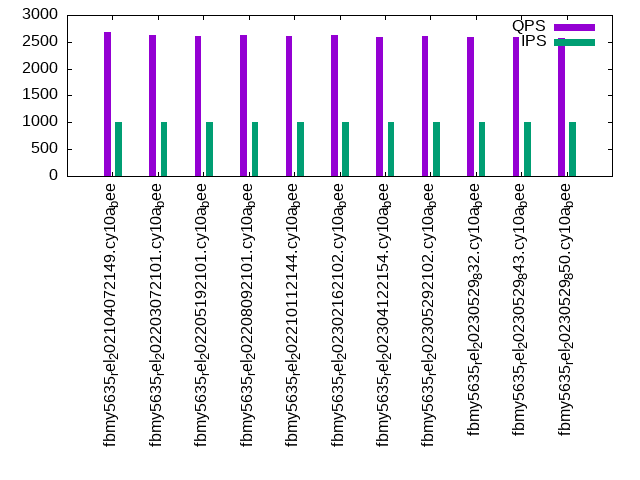 3000
2500
2000
1500
1000
500
0
QPS
IPS
fbmy5635rel202104072149.cy10abee
fbmy5635rel202203072101.cy10abee
fbmy5635rel202205192101.cy10abee
fbmy5635rel202208092101.cy10abee
fbmy5635rel202210112144.cy10abee
fbmy5635rel202302162102.cy10abee
fbmy5635rel202304122154.cy10abee
fbmy5635rel202305292102.cy10abee
fbmy5635rel20230529832.cy10abee
fbmy5635rel20230529843.cy10abee
fbmy5635rel20230529850.cy10abee